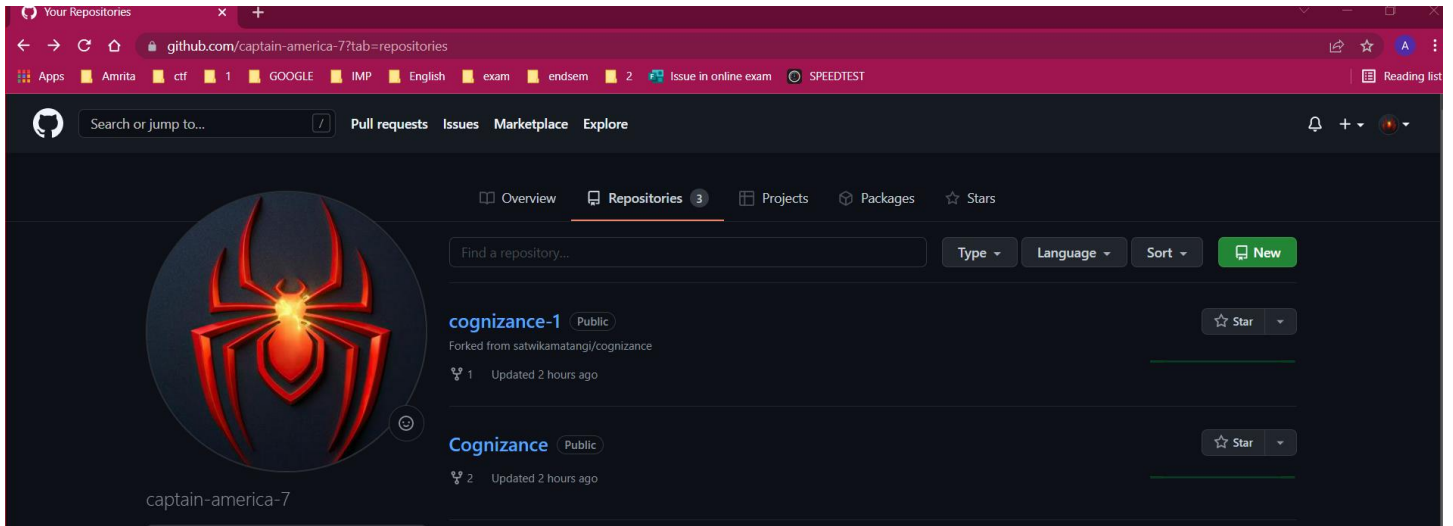 Your Repositories
github.com/captain-america-7?tab=repositories
A
Apps Amrita ctf 1 GOOGLE IMP English exam endsem 2 Issue in online exam SPEEDTEST Reading list
Search or jump to... / Pull requests Issues Marketplace Explore
Overview Repositories 3 Projects Packages Stars
Find a repository... Type Language Sort New
cognizance-1 Public Star
Forked from satwikamatangi/cognizance
1 Updated 2 hours ago
Cognizance Public Star
2 Updated 2 hours ago
captain-america-7